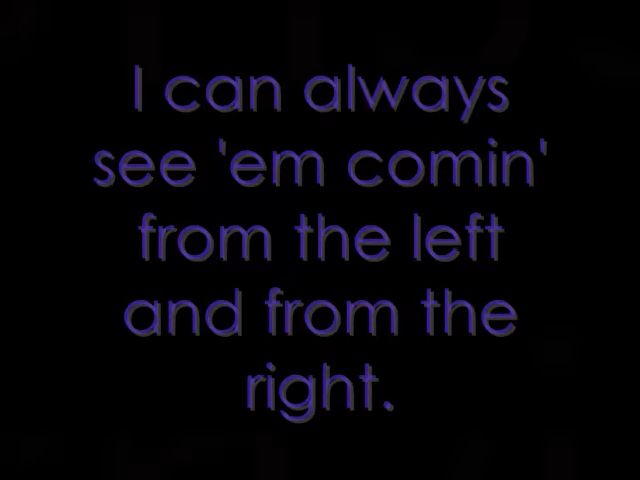 I can always
see 'em comin'
from the left
and from the
right.